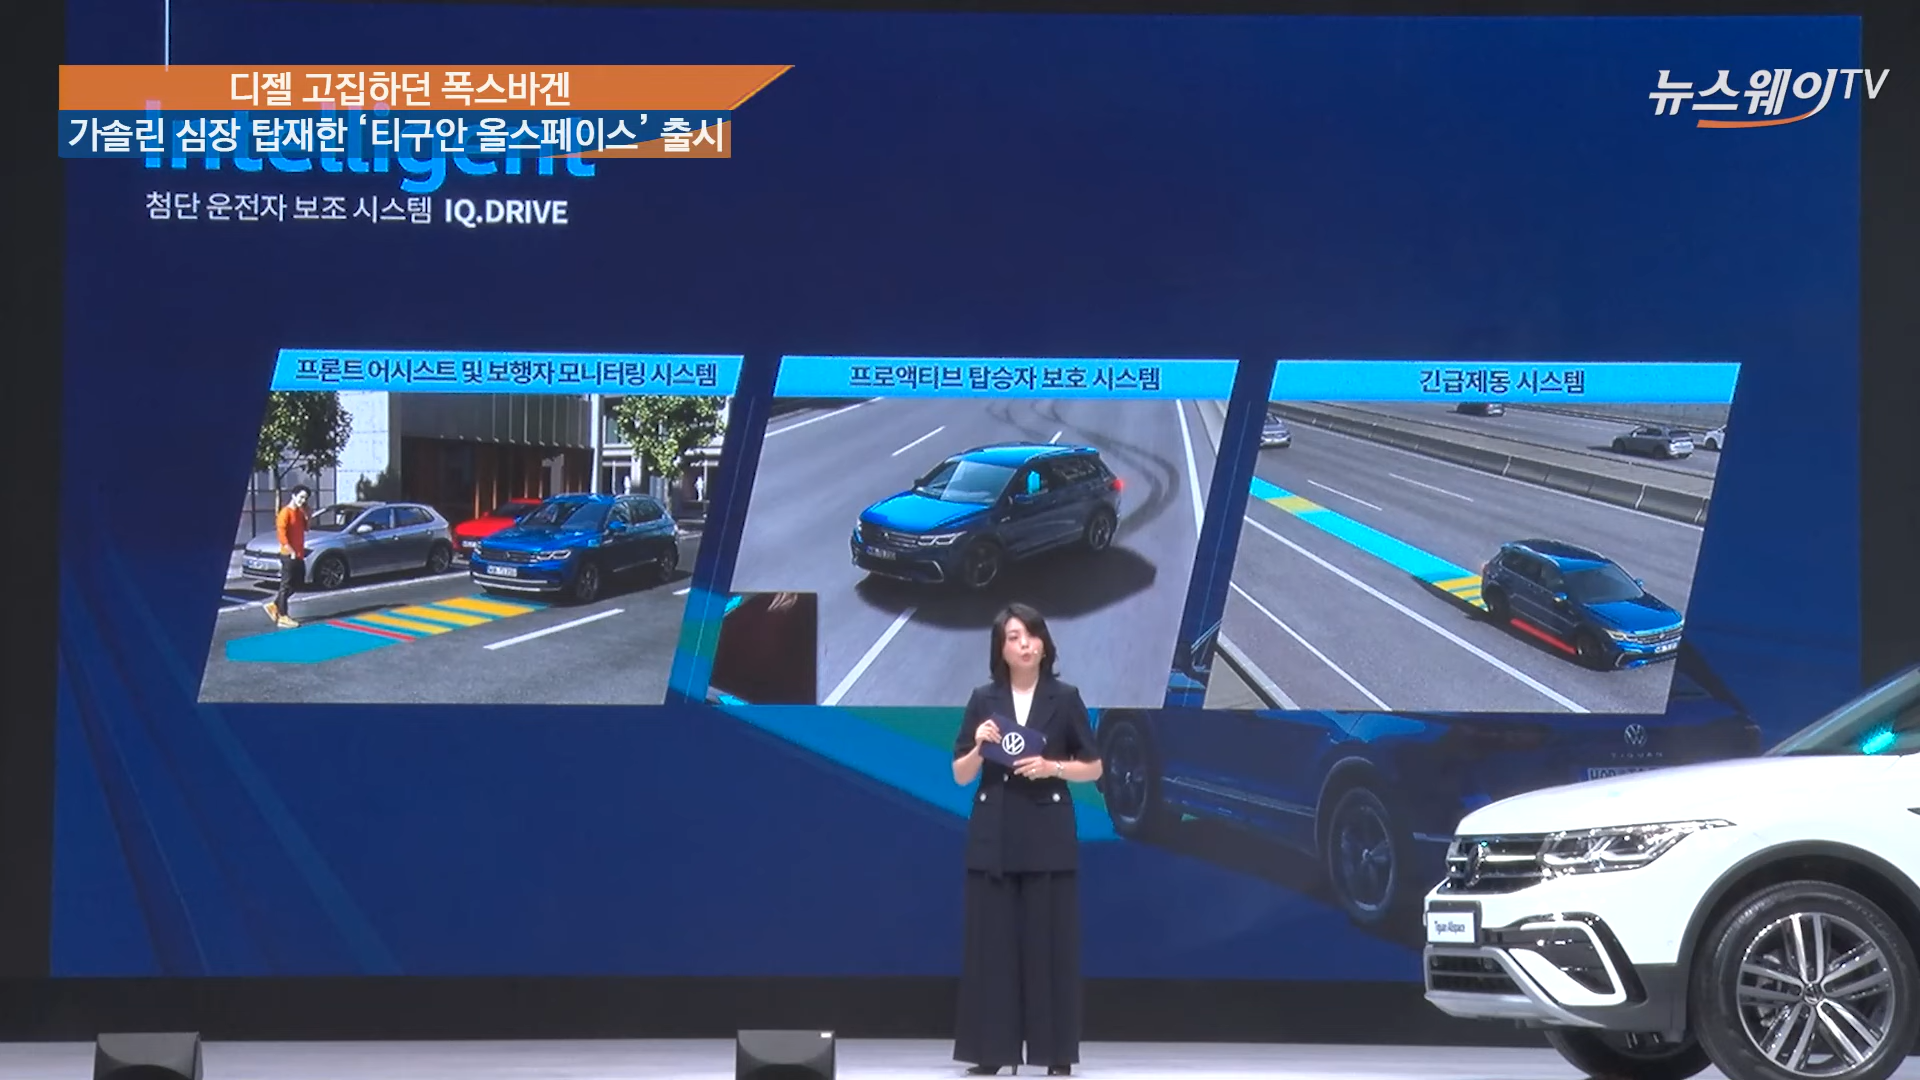 디젤 고집하던 폭스바겐
가솔린 심장 탑재한 ‘티구안 올스페이스’ 출시
뉴스웨이TV
Intelligent
첨단 운전자 보조 시스템 IQ.DRIVE
프론트 어시스트 및 보행자 모니터링 시스템
프로액티브 탑승자 보호 시스템
긴급제동 시스템
TIGUAN
Tiguan Allspace